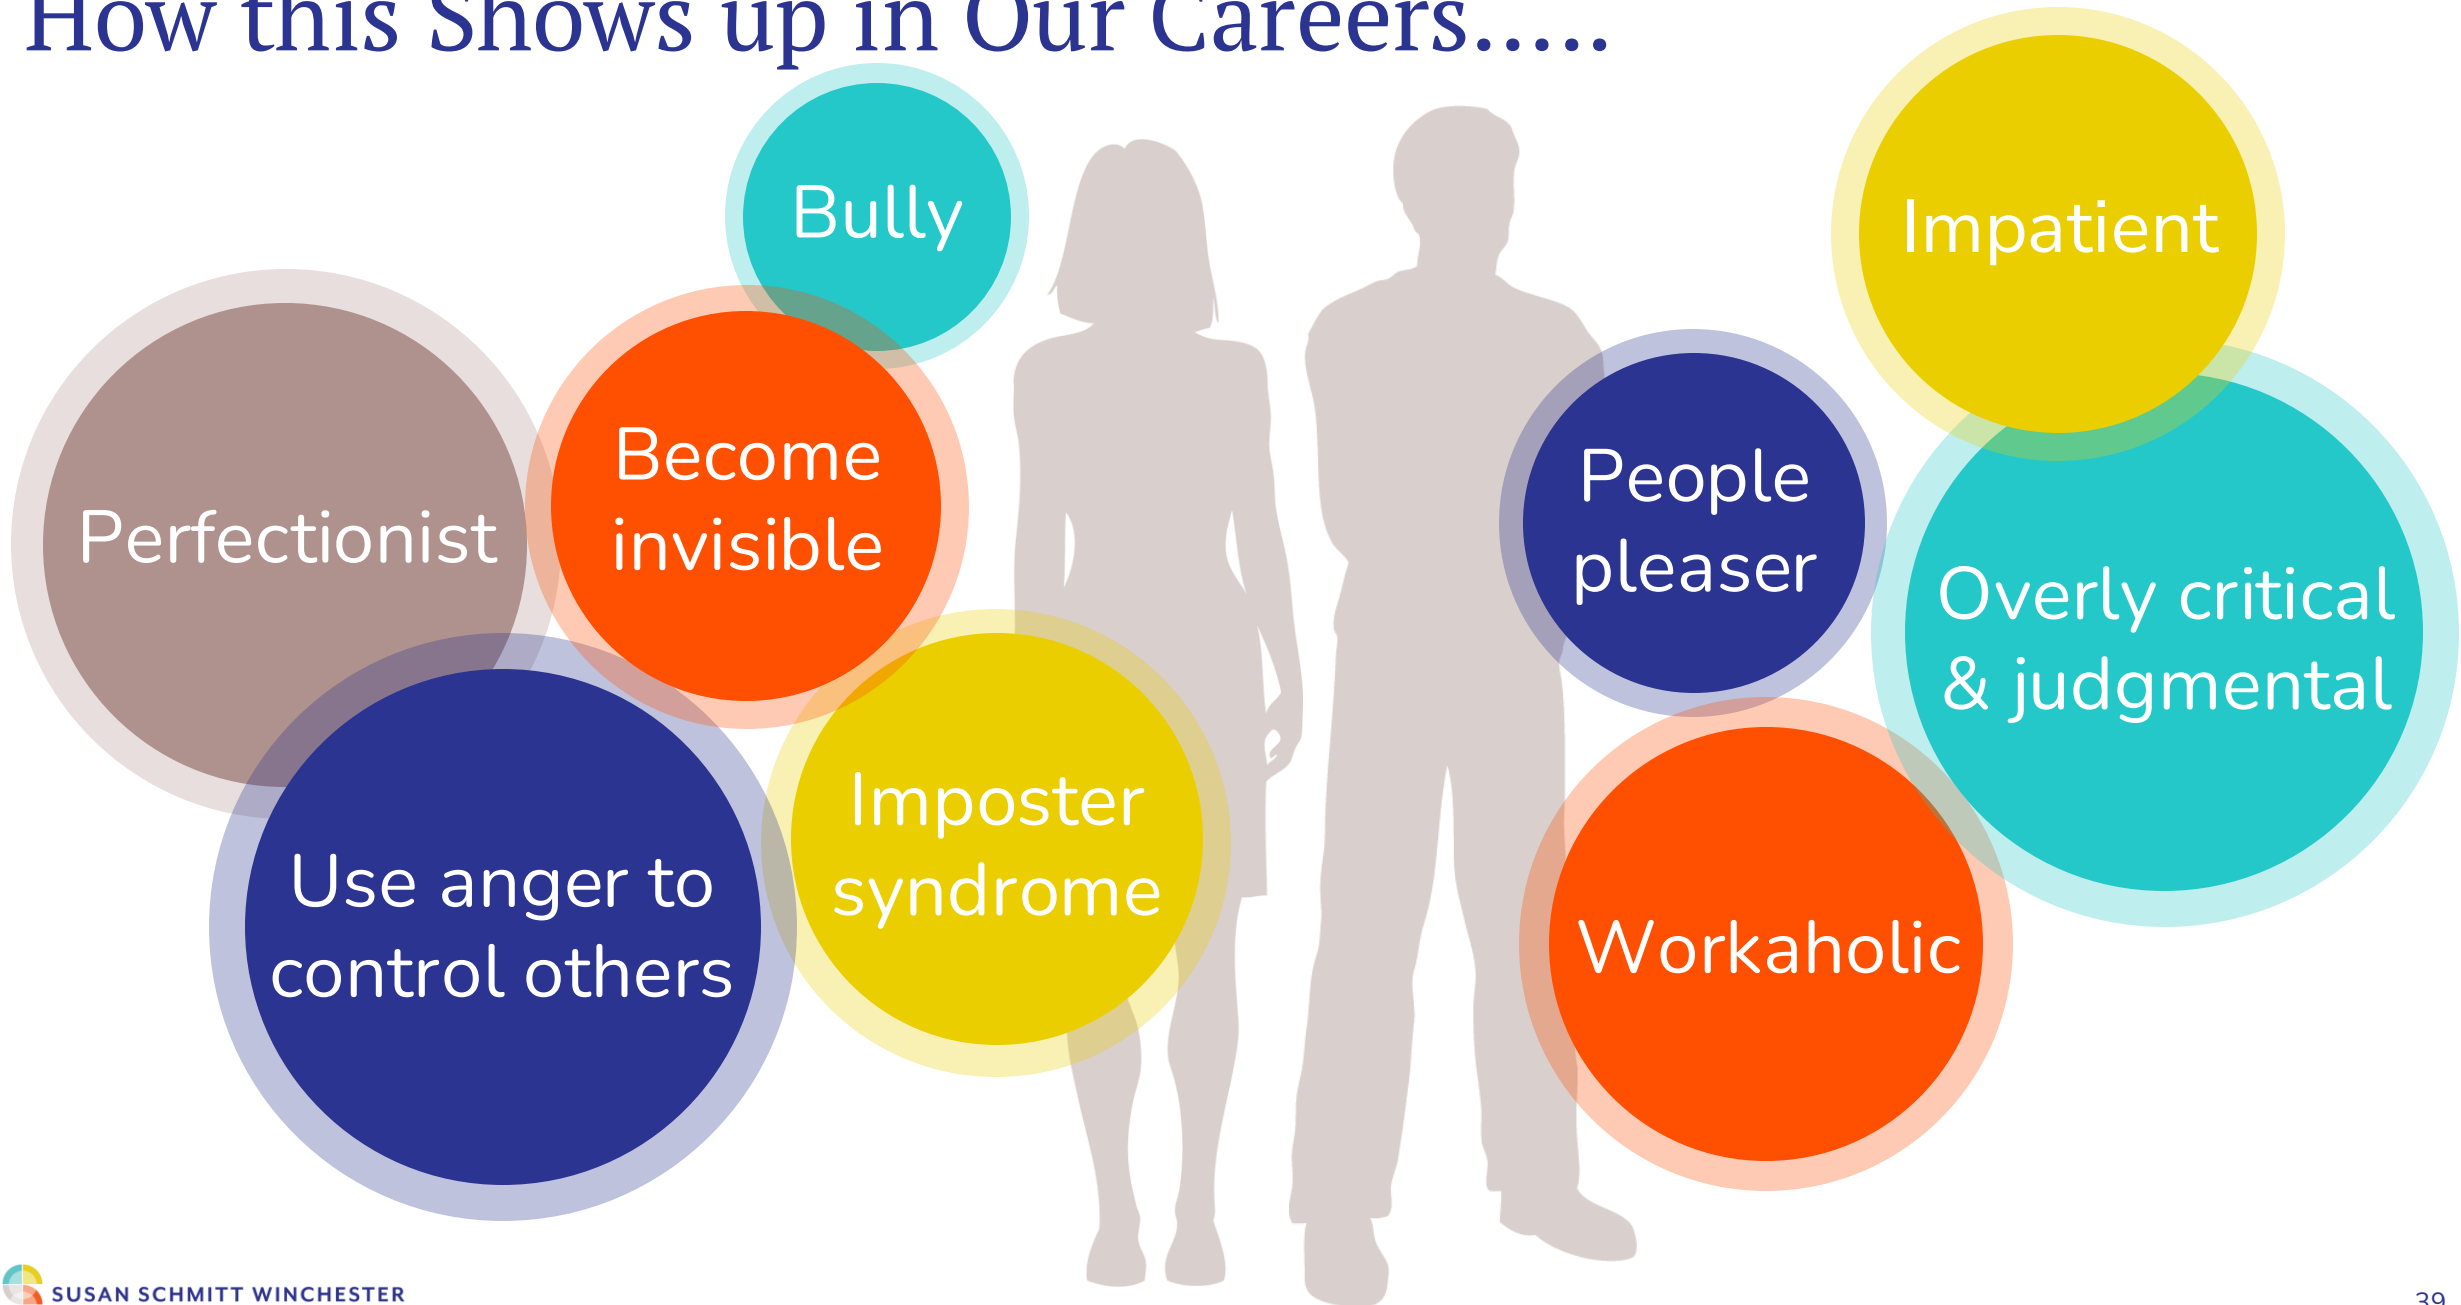 How this Shows up in Our Careers.....
Bully
Impatient
Perfectionist
Become
invisible
People
pleaser
Overly critical
& judgmental
Use anger to
control others
Imposter
syndrome
Workaholic
SUSAN SCHMITT WINCHESTER
39